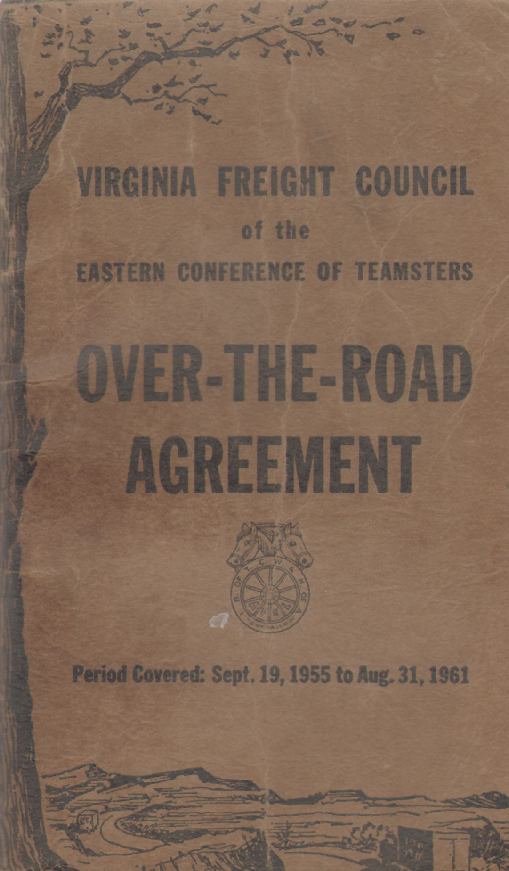 VIRGINIA FREIGHT COUNCIL
of the
EASTERN CONFERENCE OF TEAMSTERS
OVER-THE-ROAD
AGREEMENT
Period Covered: Sept. 19, 1955 to Aug. 31, 1961